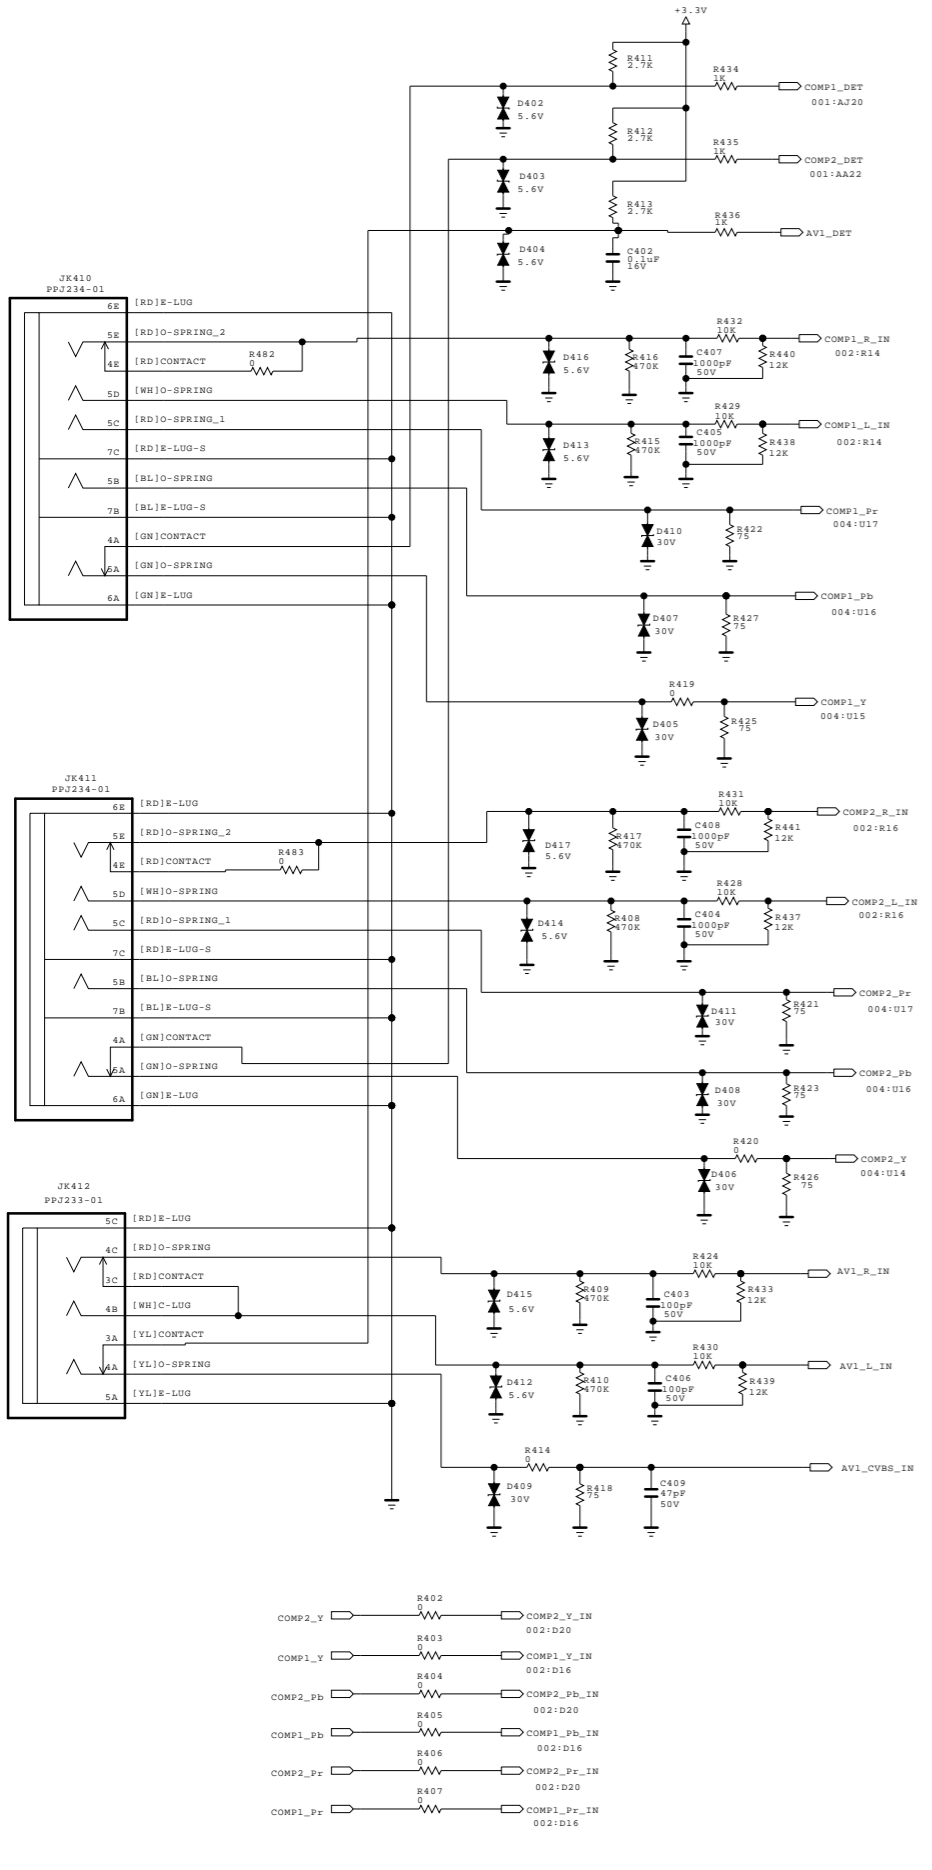 +3.3V
R411
2.7K
R434
1K
COMP1_DET
001:AJ20
D402
5.6V
R412
2.7K
R435
1K
COMP2_DET
001:AA22
D403
5.6V
R413
2.7K
R436
1K
AV1_DET
D404
5.6V
C402
0.1uF
16V
JK410
PPJ234-01
6E
[RD]E-LUG
5E
[RD]O-SPRING_2
4E
[RD]CONTACT
R482
0
5D
[WH]O-SPRING
5C
[RD]O-SPRING_1
7C
[RD]E-LUG-S
5B
[BL]O-SPRING
7B
[BL]E-LUG-S
4A
[GN]CONTACT
5A
[GN]O-SPRING
6A
[GN]E-LUG
R432
10K
COMP1_R_IN
002:R14
D416
5.6V
R416
470K
C407
1000pF
50V
R440
12K
R429
10K
COMP1_L_IN
002:R14
D413
5.6V
R415
470K
C405
1000pF
50V
R438
12K
COMP1_Pr
004:U17
D410
30V
R422
75
COMP1_Pb
004:U16
D407
30V
R427
75
R419
0
COMP1_Y
004:U15
D405
30V
R425
75
JK411
PPJ234-01
6E
[RD]E-LUG
5E
[RD]O-SPRING_2
4E
[RD]CONTACT
R483
0
5D
[WH]O-SPRING
5C
[RD]O-SPRING_1
7C
[RD]E-LUG-S
5B
[BL]O-SPRING
7B
[BL]E-LUG-S
4A
[GN]CONTACT
5A
[GN]O-SPRING
6A
[GN]E-LUG
R431
10K
COMP2_R_IN
002:R16
D417
5.6V
R417
470K
C408
1000pF
50V
R441
12K
R428
10K
COMP2_L_IN
002:R16
D414
5.6V
R408
470K
C404
1000pF
50V
R437
12K
COMP2_Pr
004:U17
D411
30V
R421
75
COMP2_Pb
004:U16
D408
30V
R423
75
R420
0
COMP2_Y
004:U14
D406
30V
R426
75
JK412
PPJ233-01
5C
[RD]E-LUG
4C
[RD]O-SPRING
3C
[RD]CONTACT
4B
[WH]C-LUG
3A
[YL]CONTACT
4A
[YL]O-SPRING
5A
[YL]E-LUG
R424
10K
AV1_R_IN
D415
5.6V
R409
470K
C403
100pF
50V
R433
12K
R430
10K
AV1_L_IN
D412
5.6V
R410
470K
C406
100pF
50V
R439
12K
R414
0
AV1_CVBS_IN
D409
30V
R418
75
C409
47pF
50V
R402
0
COMP2_Y
COMP2_Y_IN
002:D20
R403
0
COMP1_Y
COMP1_Y_IN
002:D16
R404
0
COMP2_Pb
COMP2_Pb_IN
002:D20
R405
0
COMP1_Pb
COMP1_Pb_IN
002:D16
R406
0
COMP2_Pr
COMP2_Pr_IN
002:D20
R407
0
COMP1_Pr
COMP1_Pr_IN
002:D16